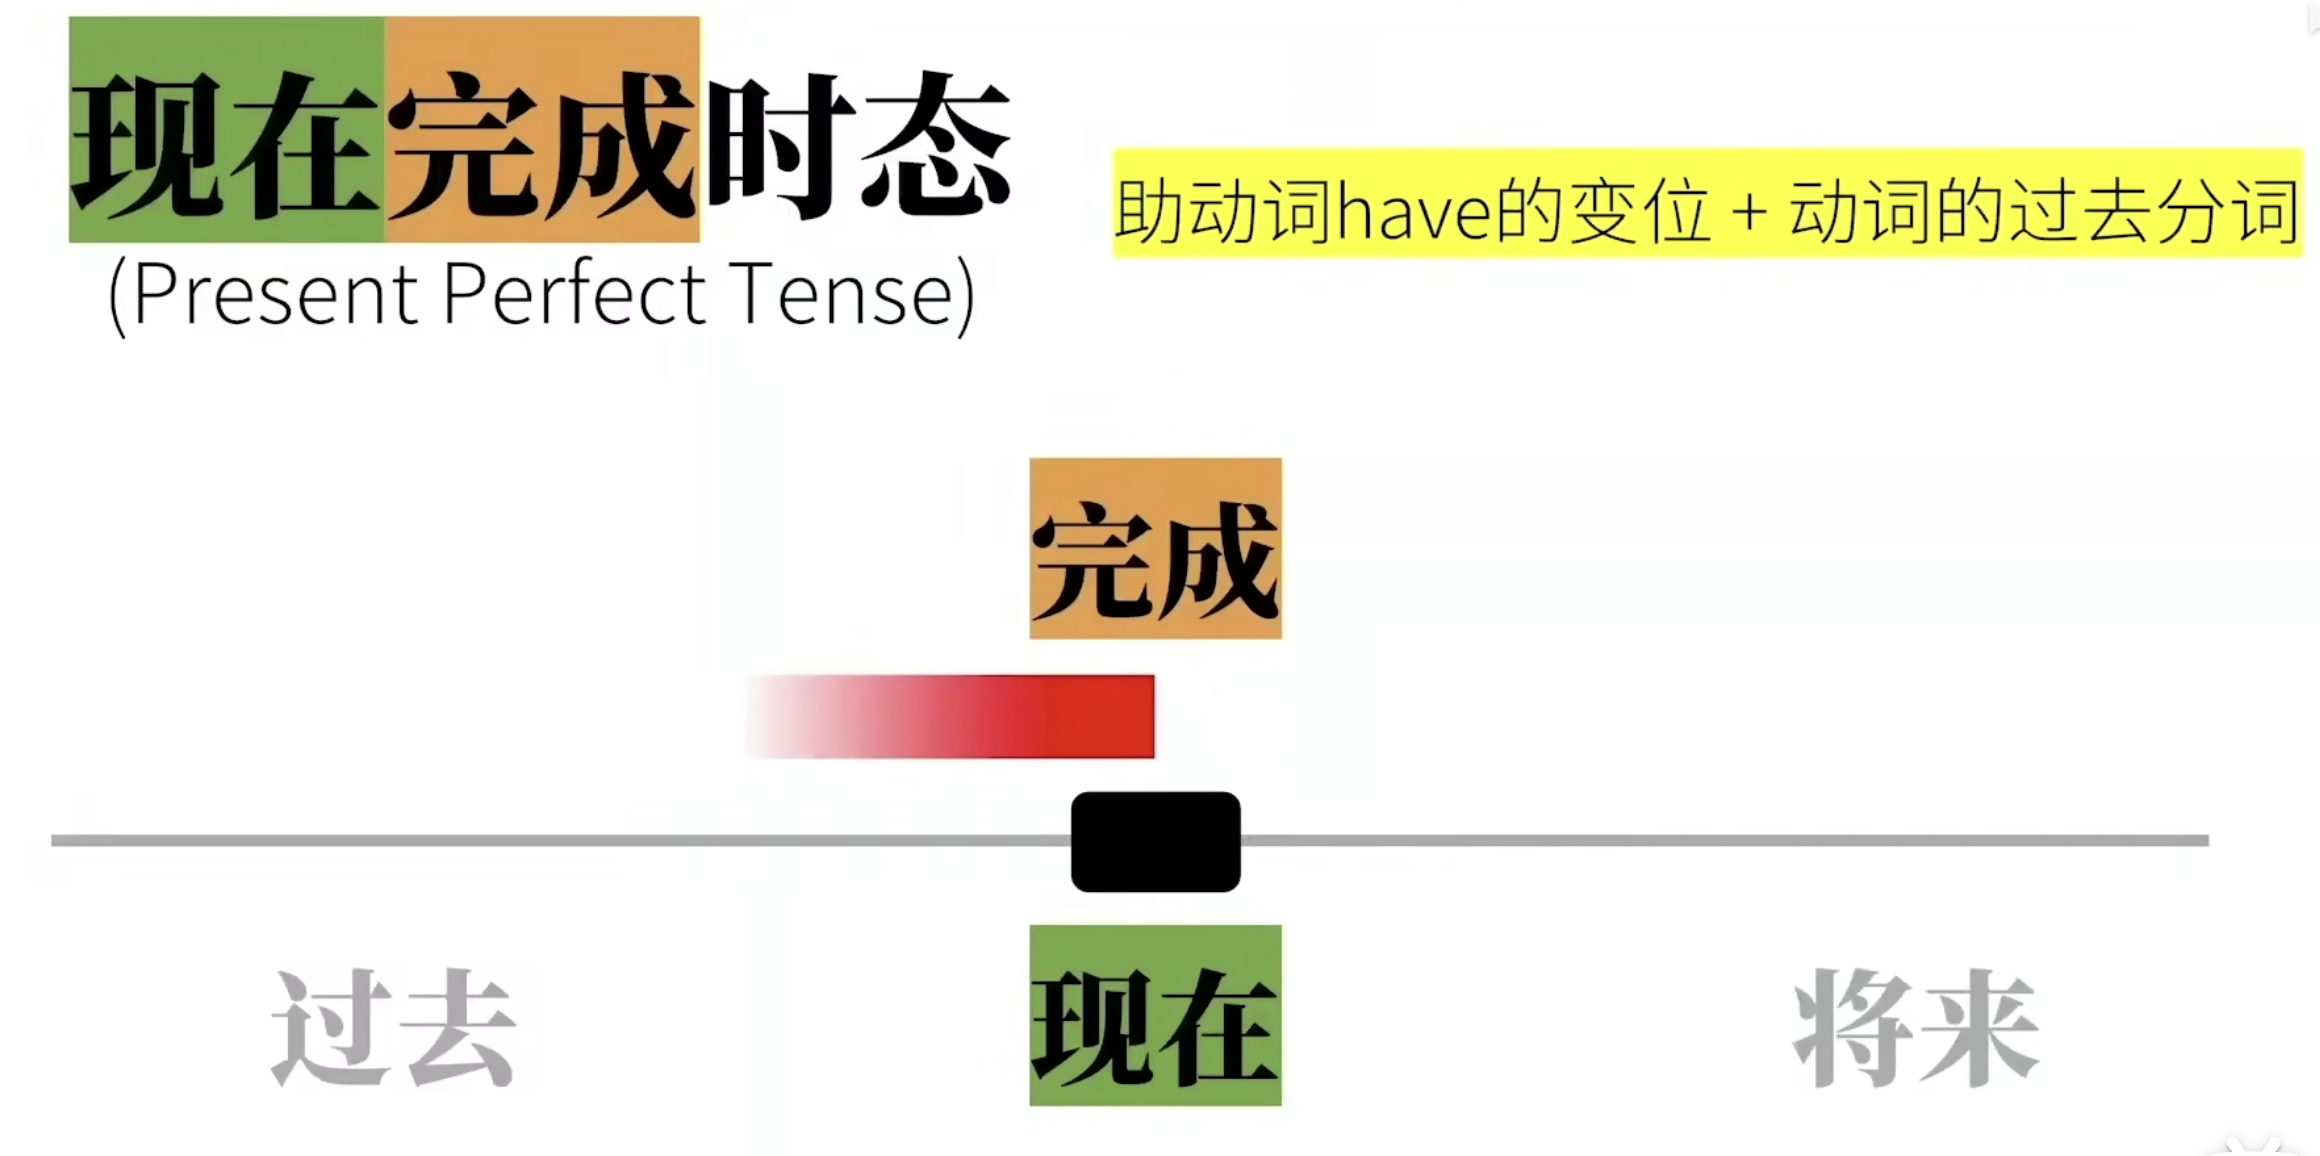 现在完成时态
(Present Perfect Tense)
助动词have的变位 + 动词的过去分词
完成
过去
现在
将来